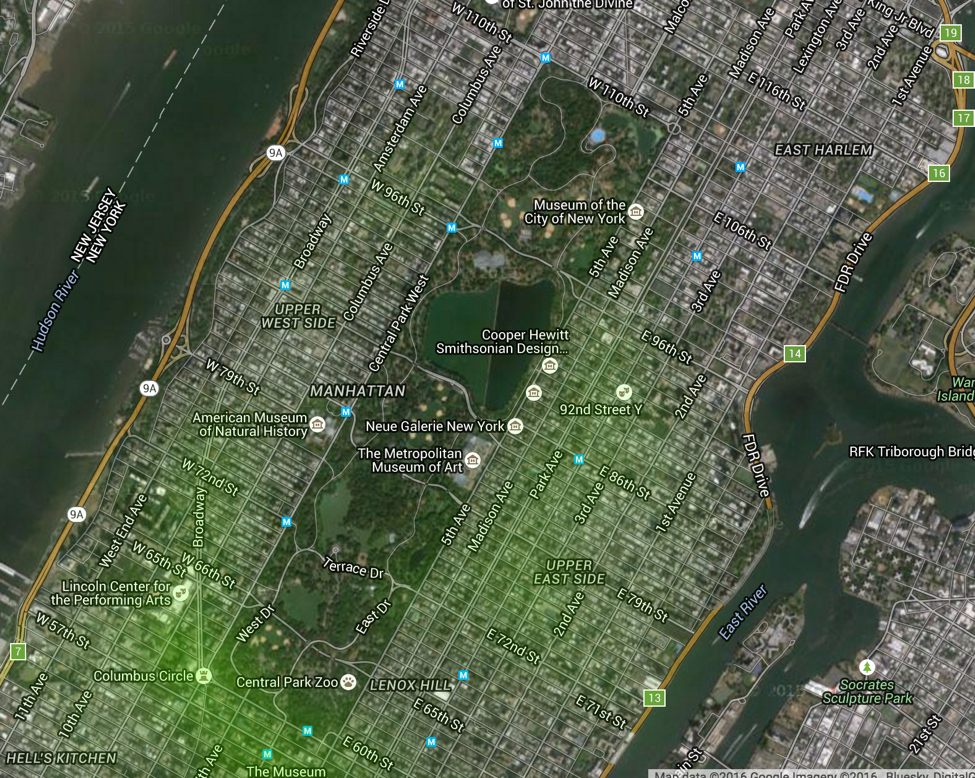 of St. John the Divine
W 110th St
Riverside
Columbus Ave
Amsterdam Ave
Madison Ave
Lexington Ave
3rd Ave
2nd Ave
King Jr Blvd
1st Avenue
19
18
17
16
5th Ave
E 116th St
W 110th St
EAST HARLEM
9A
W 96th St
Museum of the
City of New York
E 106th St
NEW JERSEY
NEW YORK
Hudson River
Broadway
Columbus Ave
Central Park West
5th Ave
Madison Ave
3rd Ave
FDR Drive
UPPER
WEST SIDE
Cooper Hewitt
Smithsonian Design...
E 96th St
14
W 79th St
9A
MANHATTAN
92nd Street Y
2nd Ave
American Museum
of Natural History
Neue Galerie New York
The Metropolitan
Museum of Art
RFK Triborough
FDR Drive
W 72nd St
Park Ave
E 86th St
3rd Ave
1st Avenue
Broadway
West End Ave
9A
5th Ave
Madison Ave
W 65th St
W 66th St
Terrace Dr
UPPER
EAST SIDE
Lincoln Center for
the Performing Arts
West Dr
East Dr
2nd Ave
E 79th St
East River
W 57th St
7
E 72nd St
Columbus Circle
Central Park Zoo
LENOX HILL
Socrates
Sculpture Park
11th Ave
10th Ave
E 65th St
E 71st St
13
21st St
HELL'S KITCHEN
E 60th St
The Museum
Map data ©2016 Google Imagery ©2016 , Bluesky,